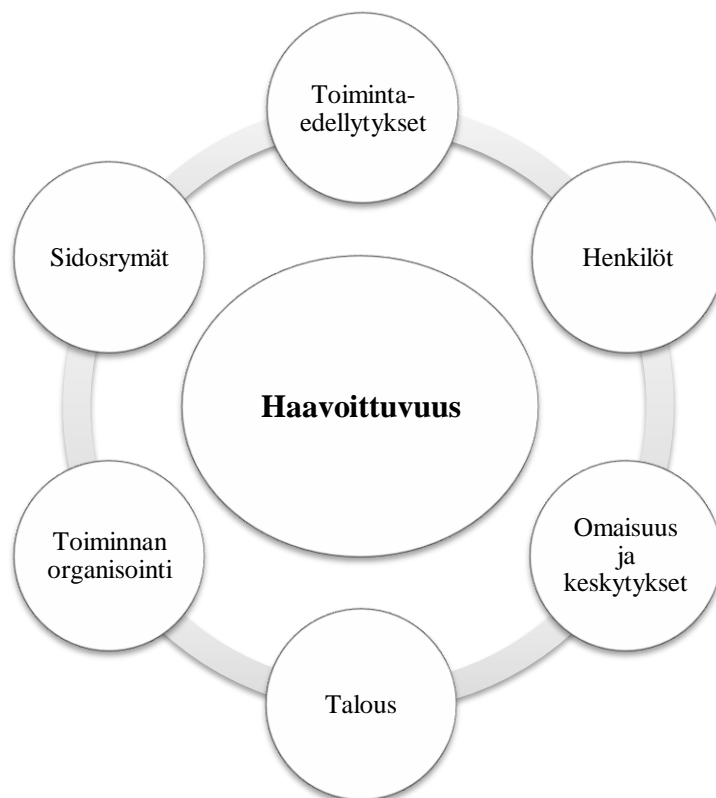 Toiminta-
edellytykset
Henkilöt
Omaisuus
ja
keskytykset
Talous
Toiminnan
organisointi
Sidosrymät
Haavoittuvuus